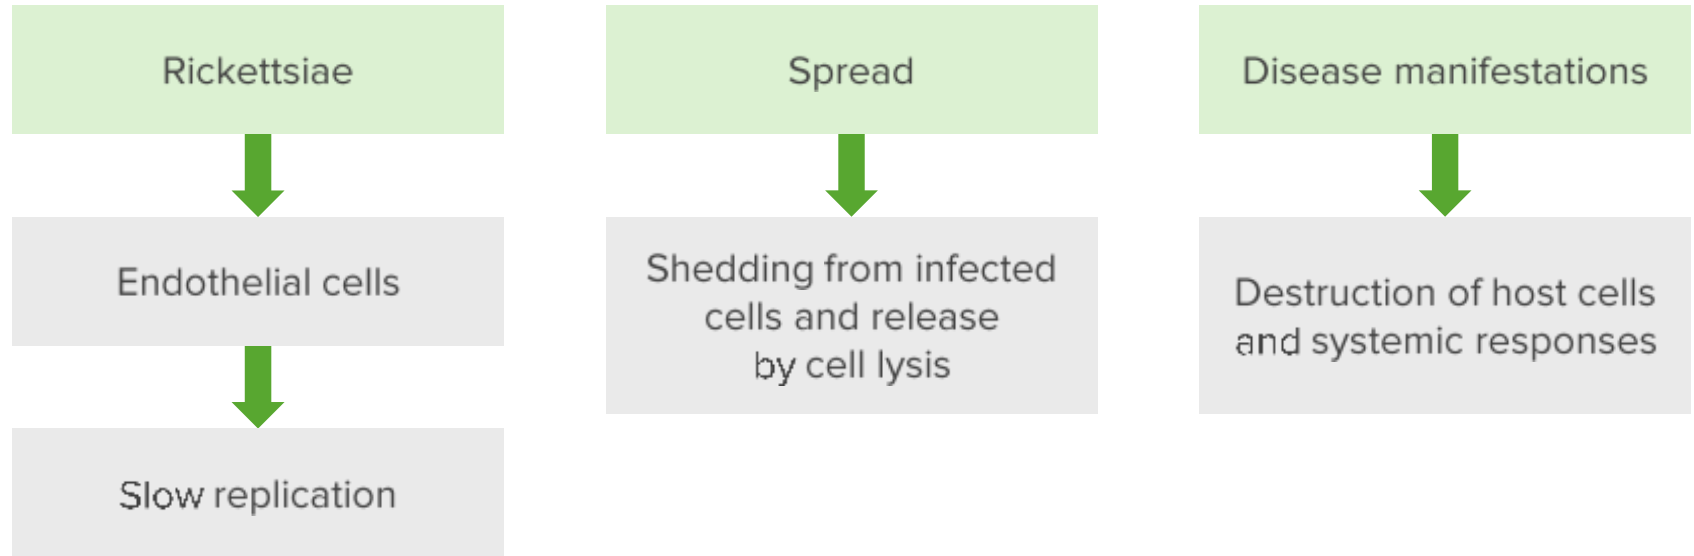 Rickettsiae
Endothelial cells
Slow replication
Spread
Shedding from infected
cells and release
by cell lysis
Disease manifestations
Destruction of host cells
and systemic responses